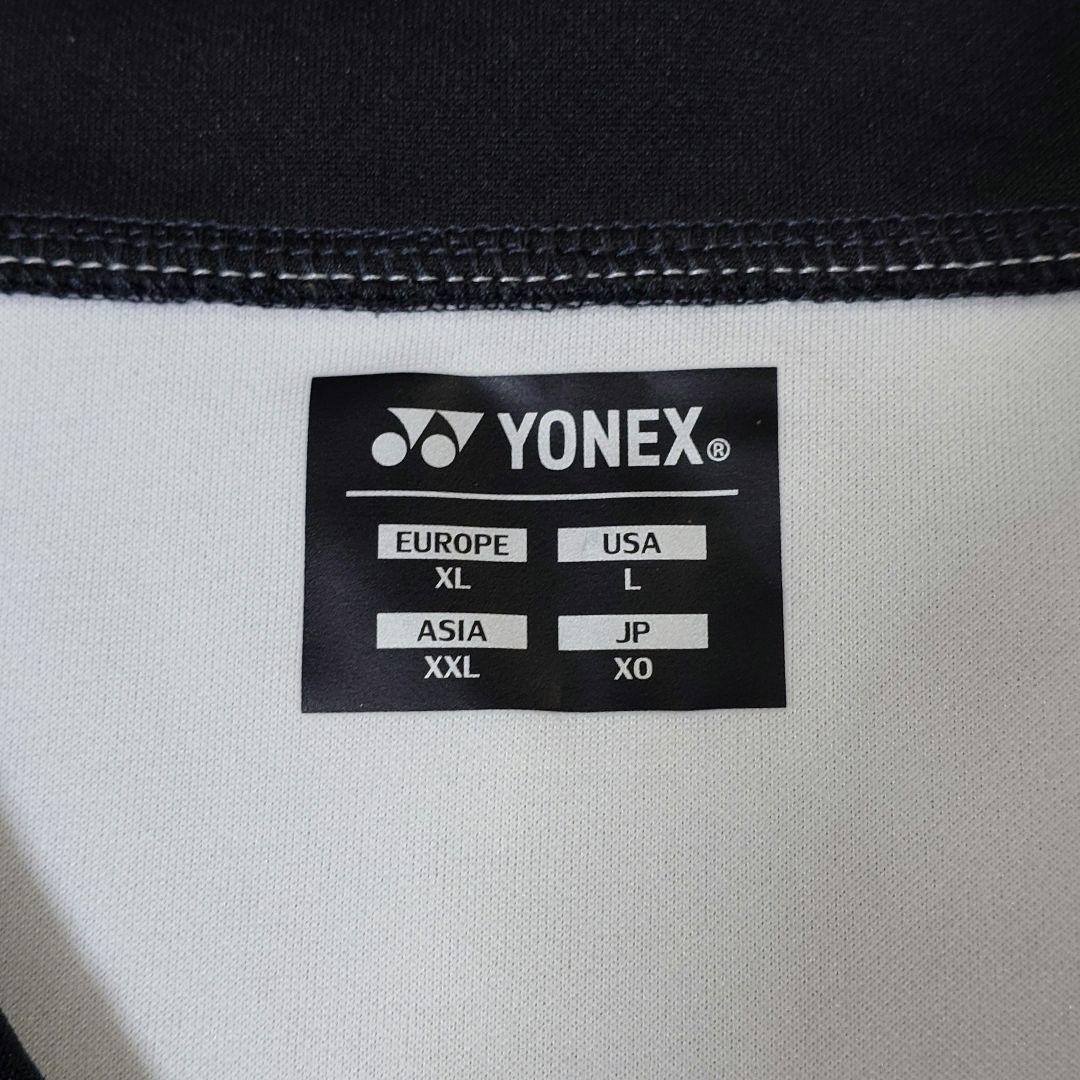 YONEX®
EUROPE USA
XL L
ASIA JP
XXL XO